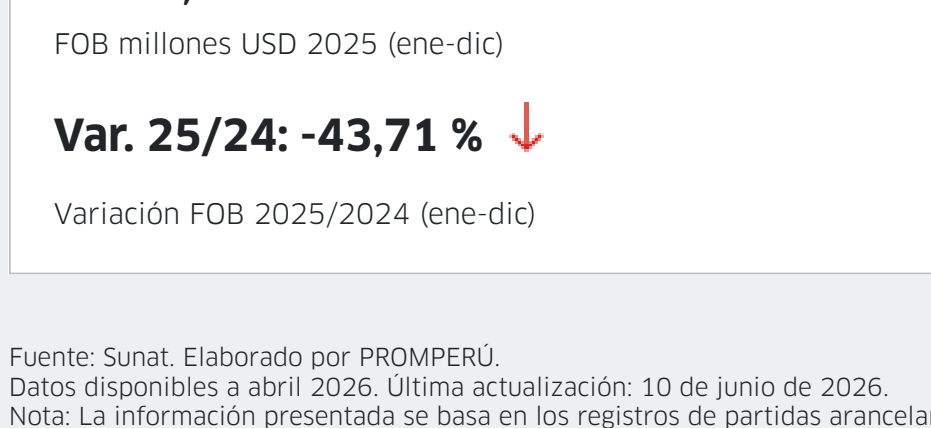 FOB millones USD 2025 (ene-dic)
Var. 25/24: -43,71 %
Variación FOB 2025/2024 (ene-dic)
Fuente: Sunat. Elaborado por PROMPERÚ.
Datos disponibles a abril 2026. Última actualización: 10 de junio de 2026.
Nota: La información presentada se basa en los registros de partidas